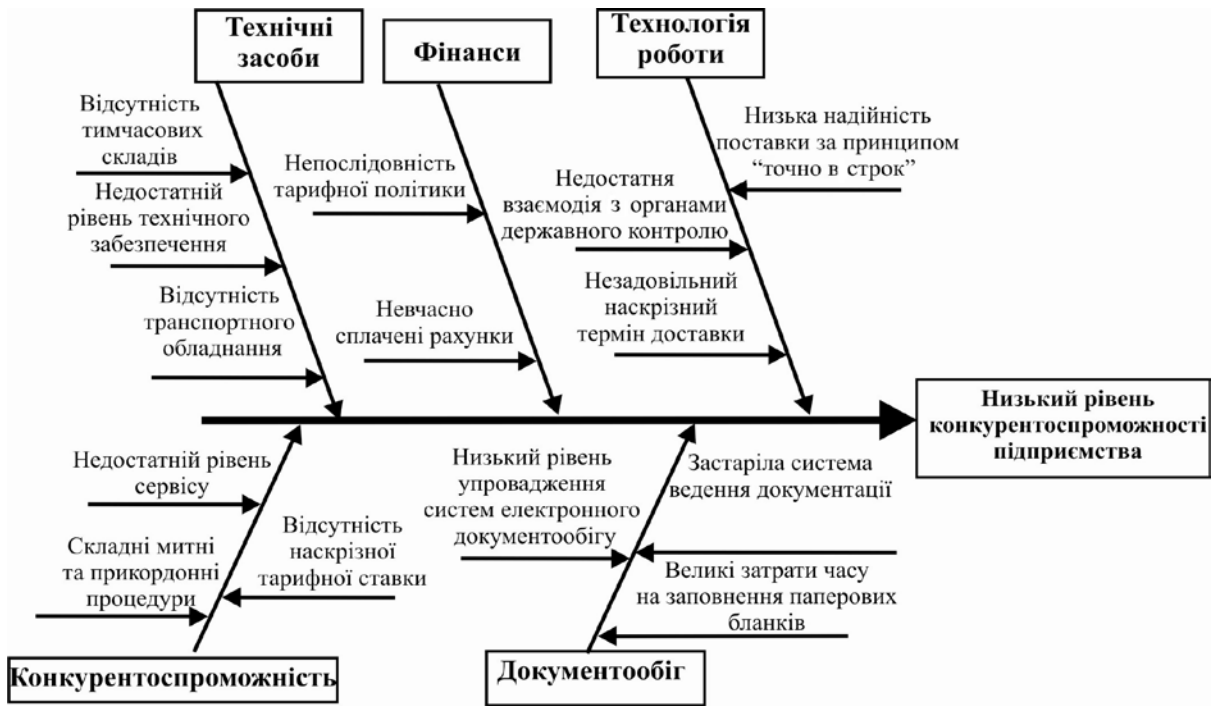 Технічні
засоби
Фінанси
Технологія
роботи
Відсутність
тимчасових
складів
Недостатній
рівень технічного
забезпечення
Відсутність
транспортного
обладнання
Непослідовність
тарифної політики
Невчасно
сплачені рахунки
Низька надійність
поставки за принципом
“точно в строк”
Недостатня
взаємодія з органами
державного контролю
Незадовільний
наскрізний
термін доставки
Низький рівень
конкурентоспроможності
підприємства
Недостатній рівень
сервісу
Складні митні
та прикордонні
процедури
Відсутність
наскрізної
тарифної ставки
Низький рівень
упровадження
систем електронного
документообігу
Застаріла система
ведення документації
Великі затрати часу
на заповнення паперових
бланків
Конкурентоспроможність
Документообіг